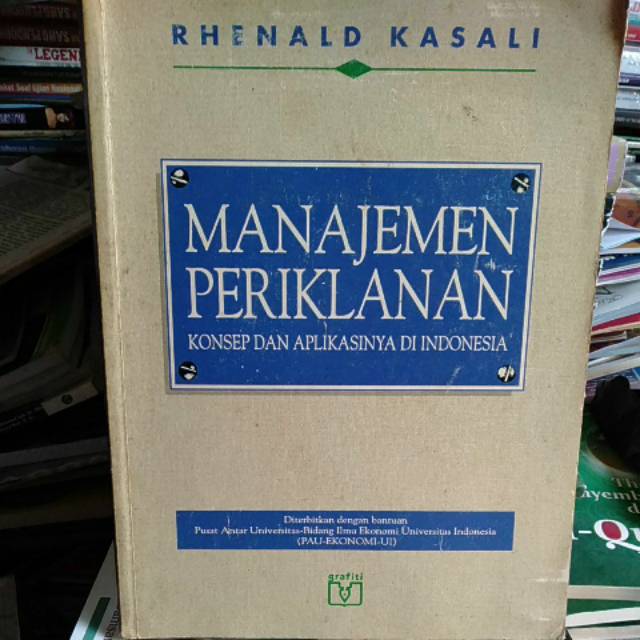 RHENALD KASALI
MANAJEMEN
PERIKLANAN
KONSEP DAN APLIKASINYA DI INDONESIA
Diterbitkan dengan bantuan
Pusat Antar Universitas-Bidang Ilmu Ekonomi Universitas Indonesia
(PAU-EKONOMI-UI)
grafiti
"LEGEN